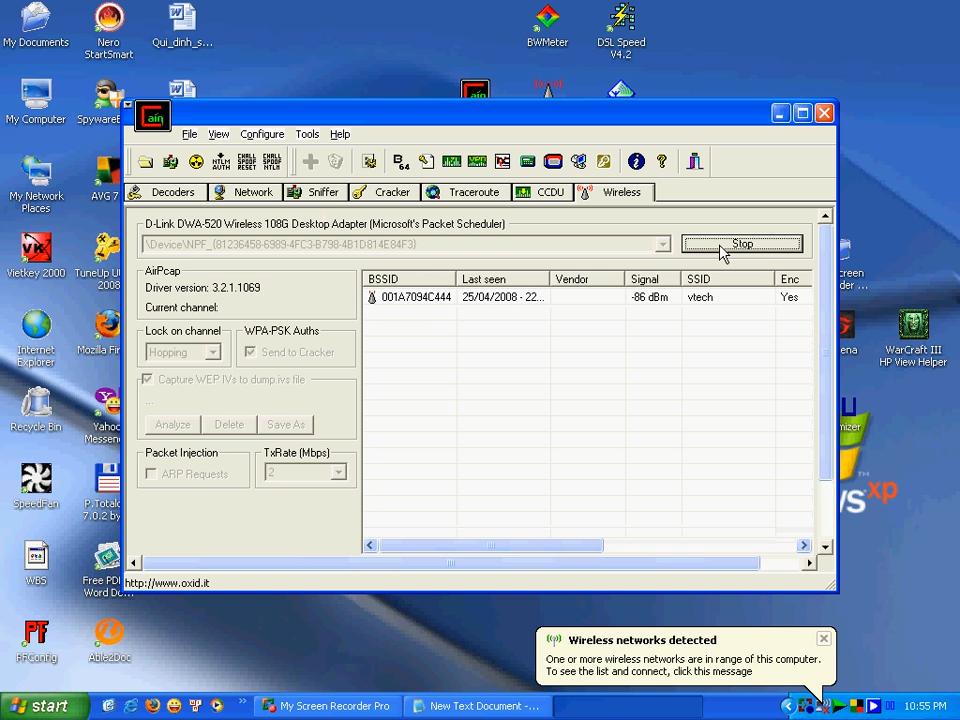 My Documents
Nero
StartSmart
Qui_dinh_s...
BWMeter
DSL Speed
V4.2
My Computer
My Network
Places
AVG 7
Vietkey 2000
TuneUp U
2008
Internet
Explorer
Mozilla Fir
Recycle Bin
Yahoo
Messen
SpeedFan
P.Total
7.0.2 by
WBS
Free PD
Word Do...
FFConfig
Able2Doc
WarCraft III
HP View Helper
xp
Cain
File View Configure Tools Help
Decoders Network Sniffer Cracker Traceroute CCDU Wireless
D-Link DWA-520 Wireless 108G Desktop Adapter (Microsoft's Packet Scheduler)
\Device\NPF_{81236458-6989-4FC3-B798-4B1D814E84F3}
Stop
AirPcap
Driver version: 3.2.1.1069
Current channel:
Lock on channel
Hopping
WPA-PSK Auths
Send to Cracker
Capture WEP IVs to dump.ivs file
...
Analyze Delete Save As
Packet Injection
ARP Requests
TxRate (Mbps)
2
BSSID Last seen Vendor Signal SSID Enc
001A7094C444 25/04/2008 - 22... -86 dBm vtech Yes
http://www.oxid.it
Wireless networks detected
One or more wireless networks are in range of this computer.
To see the list and connect, click this message
start
My Screen Recorder Pro
New Text Document -...
10:55 PM